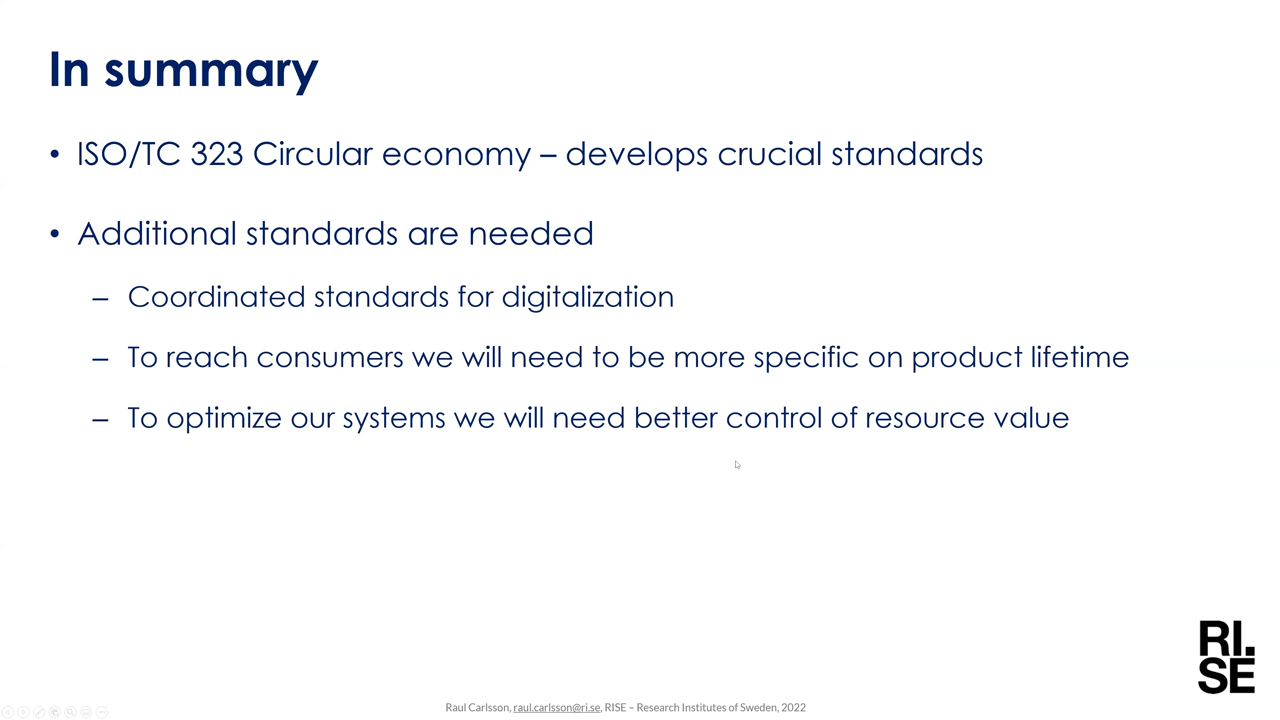 In summary
• ISO/TC 323 Circular economy – develops crucial standards
• Additional standards are needed
– Coordinated standards for digitalization
– To reach consumers we will need to be more specific on product lifetime
– To optimize our systems we will need better control of resource value
RI.
SE
Raul Carlsson, raul.carlsson@ri.se, RISE – Research Institutes of Sweden, 2022